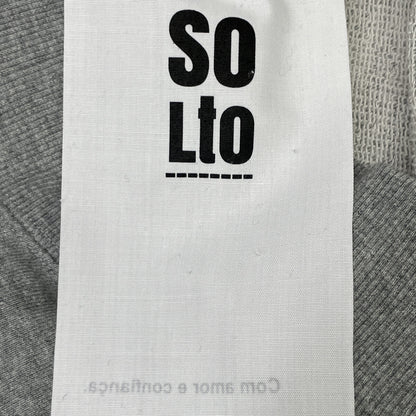 SO
Lto
Com amor e confiança.